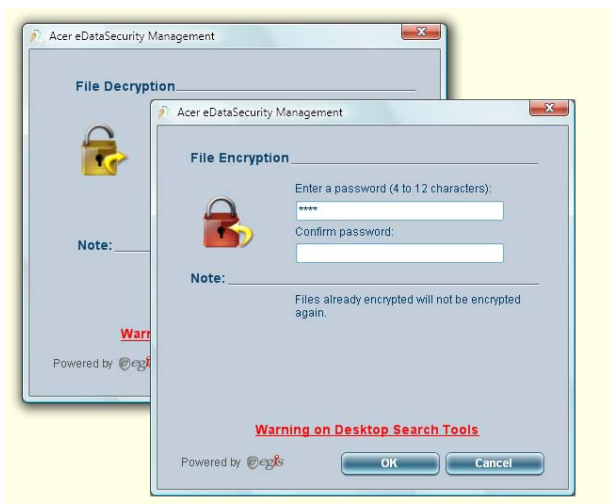 Acer eDataSecurity Management
File Decryption
Note:
Powered by egis
Acer eDataSecurity Management
File Encryption
Enter a password (4 to 12 characters):
****
Confirm password:
Note:
Files already encrypted will not be encrypted
again.
Warning on Desktop Search Tools
Powered by egis
OK
Cancel